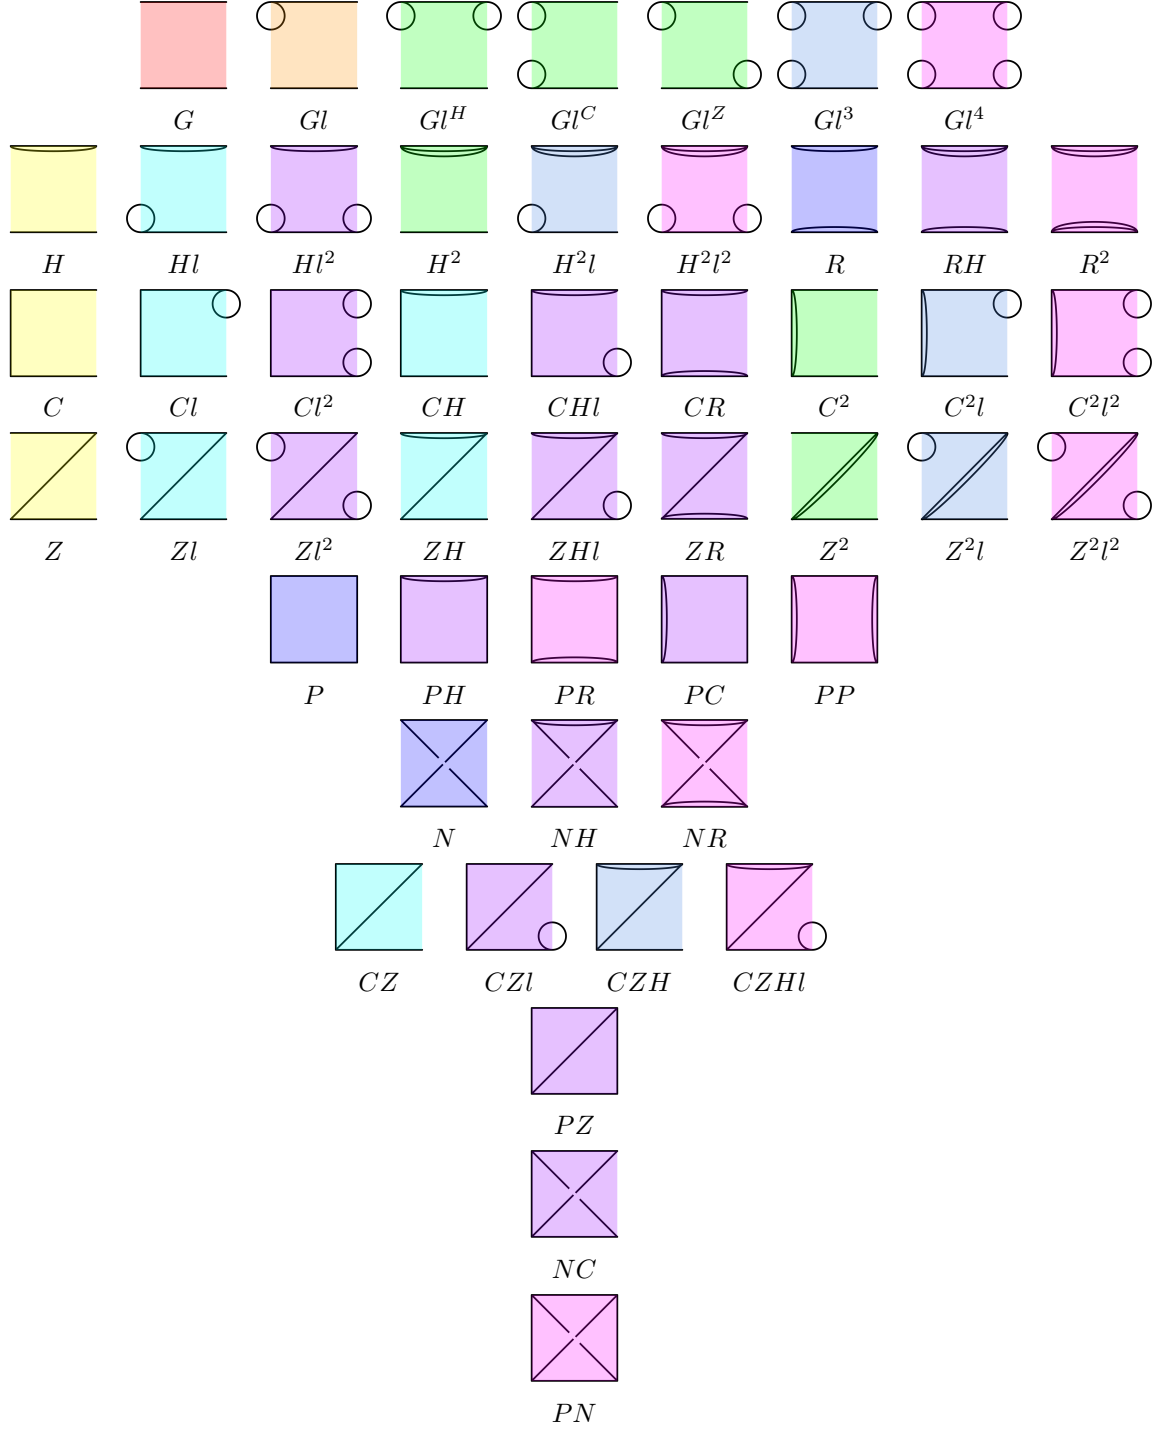 G Gl Gl^H Gl^C Gl^Z Gl^3 Gl^4
H Hl Hl^2 H^2 H^2l H^2l^2 R RH R^2
C Cl Cl^2 CH CHl CR C^2 C^2l C^2l^2
Z Zl Zl^2 ZH ZHl ZR Z^2 Z^2l Z^2l^2
P PH PR PC PP
N NH NR
CZ CZl CZH CZHl
PZ
NC
PN